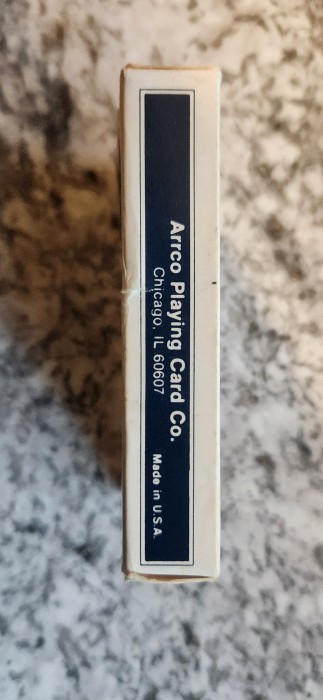 Arrco Playing Card Co.
Chicago, IL 60607
Made in U.S.A.